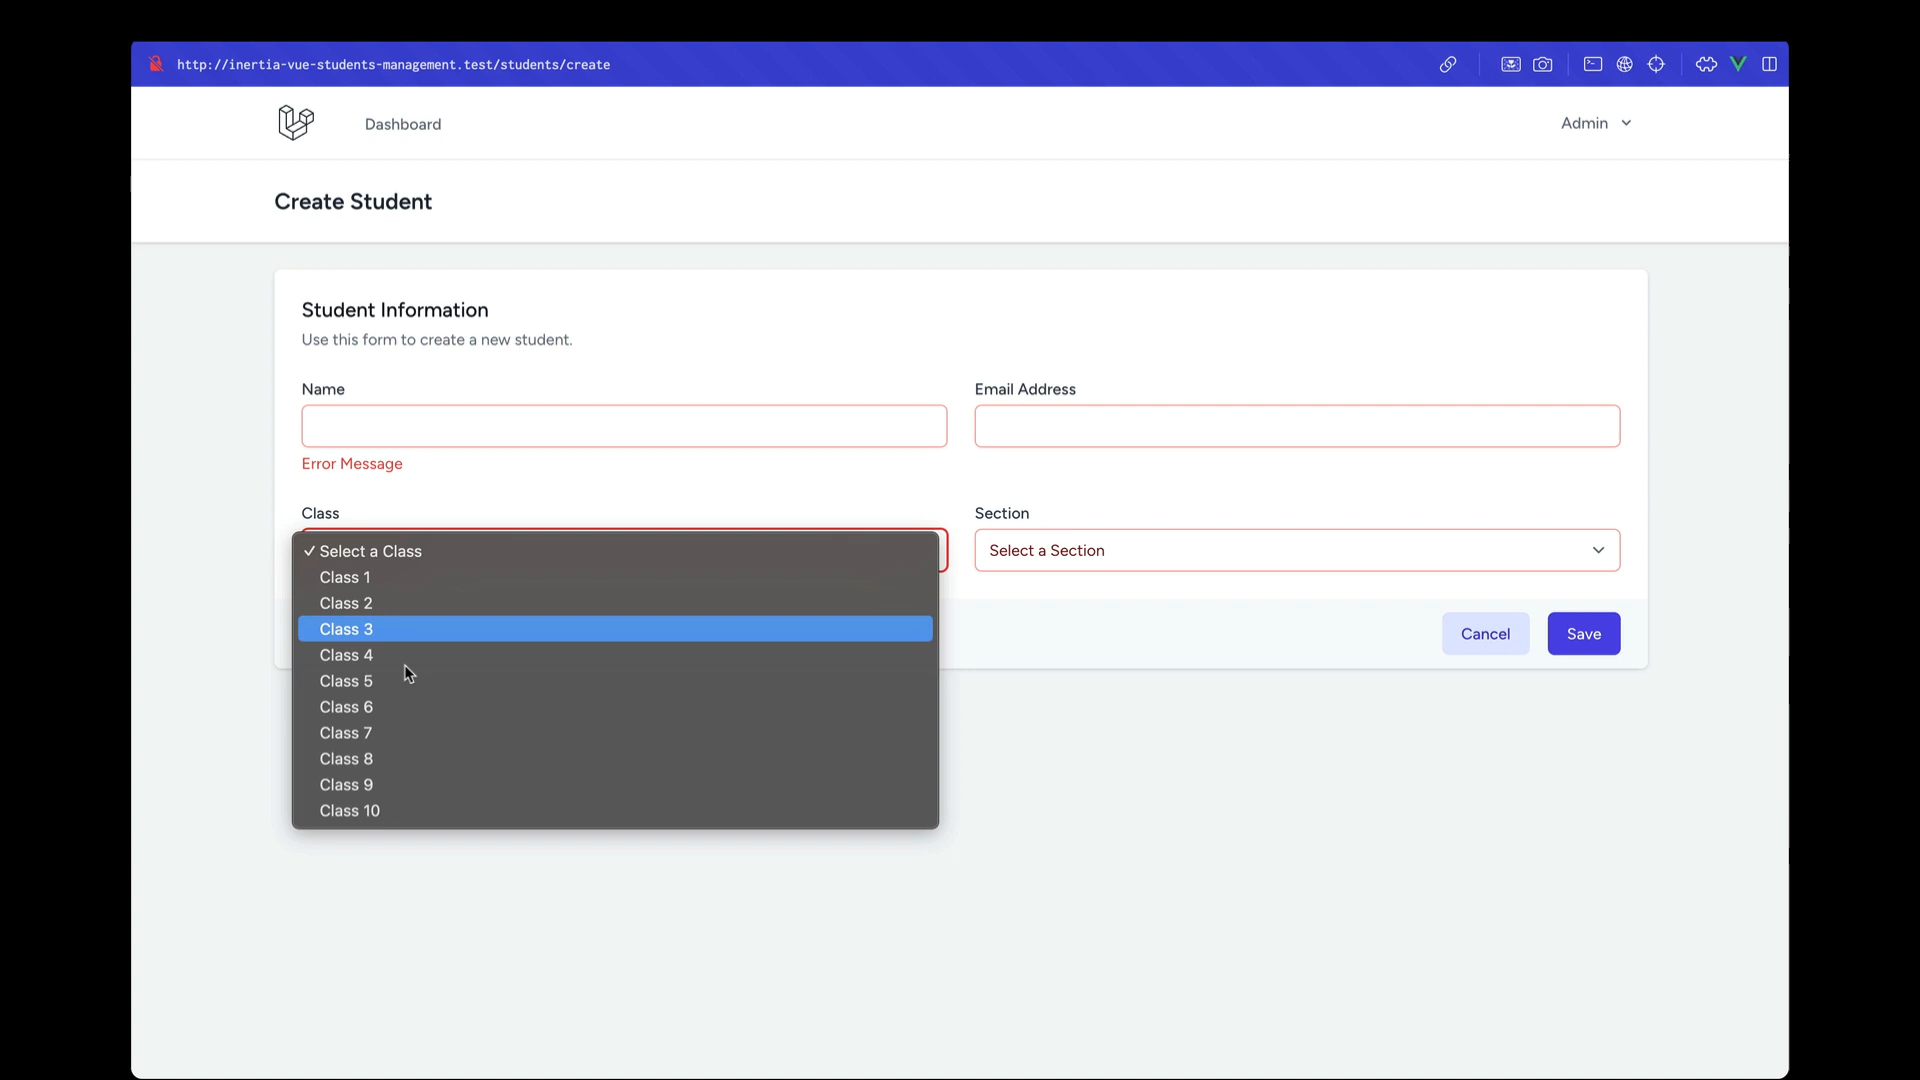 http://inertia-vue-students-management.test/students/create
Dashboard
Admin
Create Student
Student Information
Use this form to create a new student.
Name
Email Address
Error Message
Class
Section
✓ Select a Class
Select a Section
Class 1
Class 2
Class 3
Class 4
Class 5
Class 6
Class 7
Class 8
Class 9
Class 10
Cancel
Save